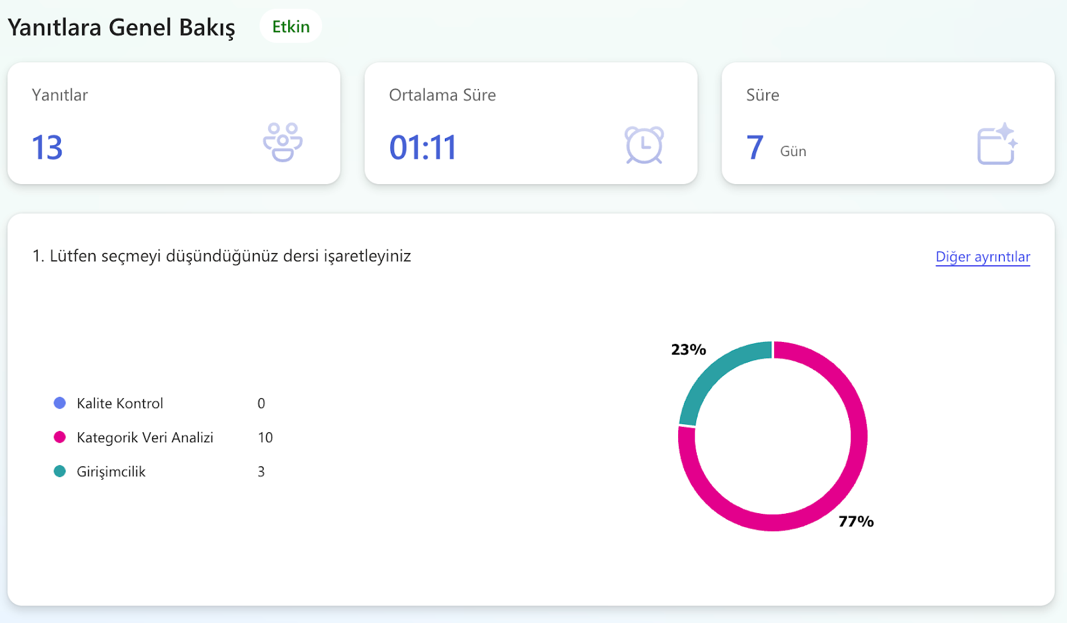 Yanıtlara Genel Bakış Etkin
Yanıtlar
13
Ortalama Süre
01:11
Süre
7 Gün
1. Lütfen seçmeyi düşündüğünüz dersi işaretleyiniz
Diğer ayrıntılar
Kalite Kontrol 0
Kategorik Veri Analizi 10
Girişimcilik 3
23%
77%